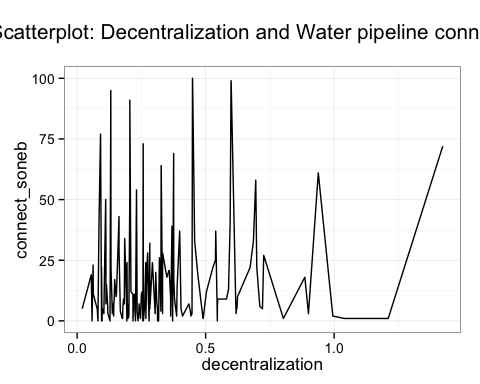 Scatterplot: Decentralization and Water pipeline conn
100
75
50
25
0
connect_soneb
0.0 0.5 1.0
decentralization